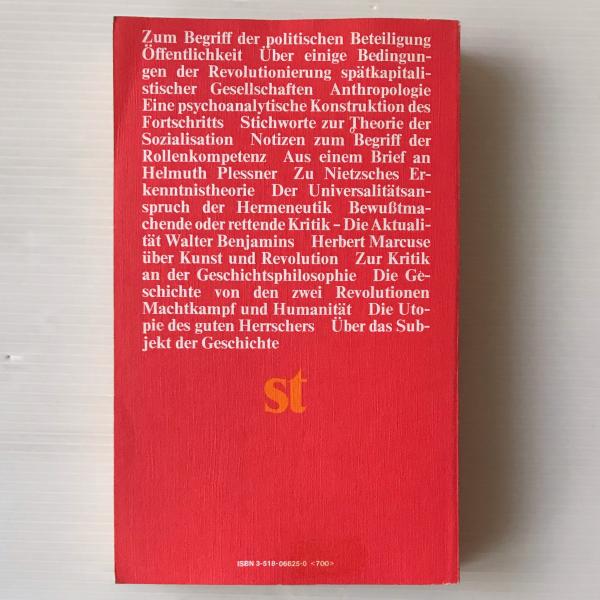 Zum Begriff der politischen Beteiligung
Öffentlichkeit Über einige Bedingun-
gen der Revolutionierung spätkapitali-
stischer Gesellschaften Anthropologie
Eine psychoanalytische Konstruktion des
Fortschritts Stichworte zur Theorie der
Sozialisation Notizen zum Begriff der
Rollenkompetenz Aus einem Brief an
Helmuth Plessner Zu Nietzsches Er-
kenntnistheorie Der Universalitätsan-
spruch der Hermeneutik Bewußtma-
chende oder rettende Kritik – Die Aktuali-
tät Walter Benjamins Herbert Marcuse
über Kunst und Revolution Zur Kritik
an der Geschichtsphilosophie Die Ge-
schichte von den zwei Revolutionen
Machtkampf und Humanität Die Uto-
pie des guten Herrschers Über das Sub-
jekt der Geschichte
st
ISBN 3-518-06625-0 <700>